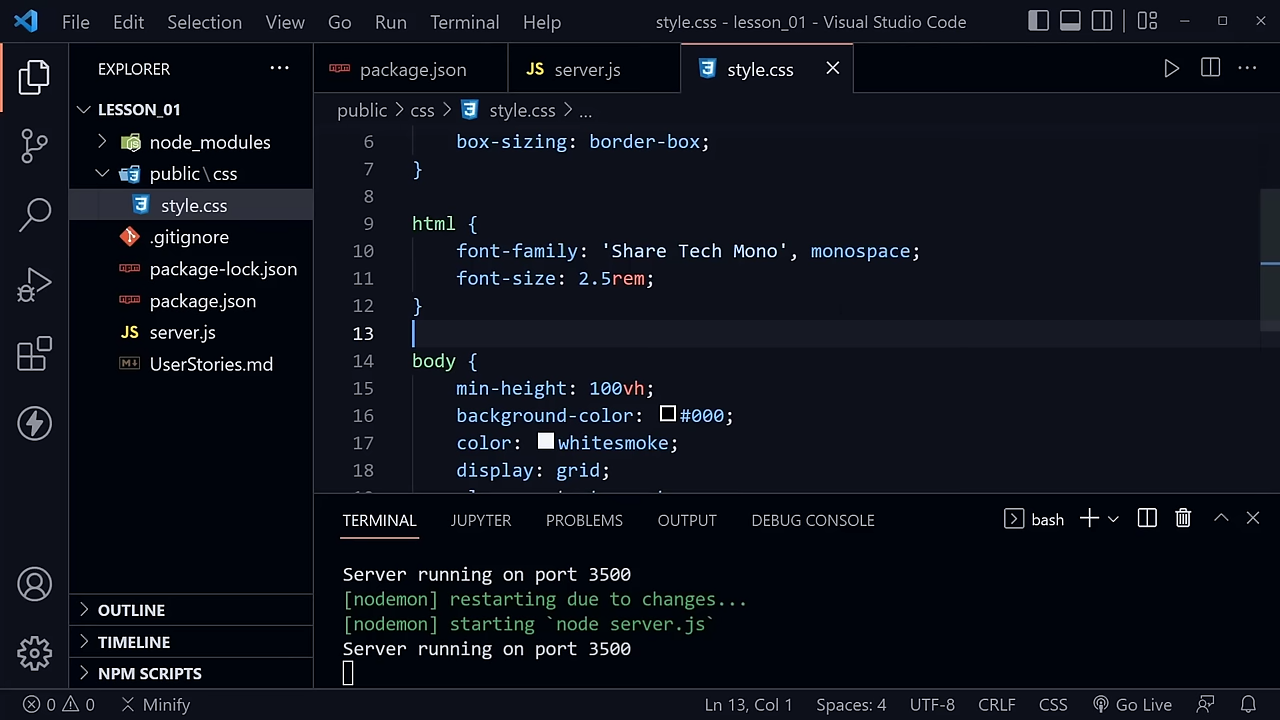 File Edit Selection View Go Run Terminal Help style.css - lesson_01 - Visual Studio Code
EXPLORER
LESSON_01
node_modules
public\css
style.css
.gitignore
package-lock.json
package.json
server.js
UserStories.md
OUTLINE
TIMELINE
NPM SCRIPTS
package.json JS server.js style.css
public > css > style.css > ...
6 box-sizing: border-box;
7 }
8
9 html {
10 font-family: 'Share Tech Mono', monospace;
11 font-size: 2.5rem;
12 }
13
14 body {
15 min-height: 100vh;
16 background-color: #000;
17 color: whitesmoke;
18 display: grid;
TERMINAL JUPYTER PROBLEMS OUTPUT DEBUG CONSOLE bash
Server running on port 3500
[nodemon] restarting due to changes...
[nodemon] starting `node server.js`
Server running on port 3500
0 0 Minify Ln 13, Col 1 Spaces: 4 UTF-8 CRLF CSS Go Live